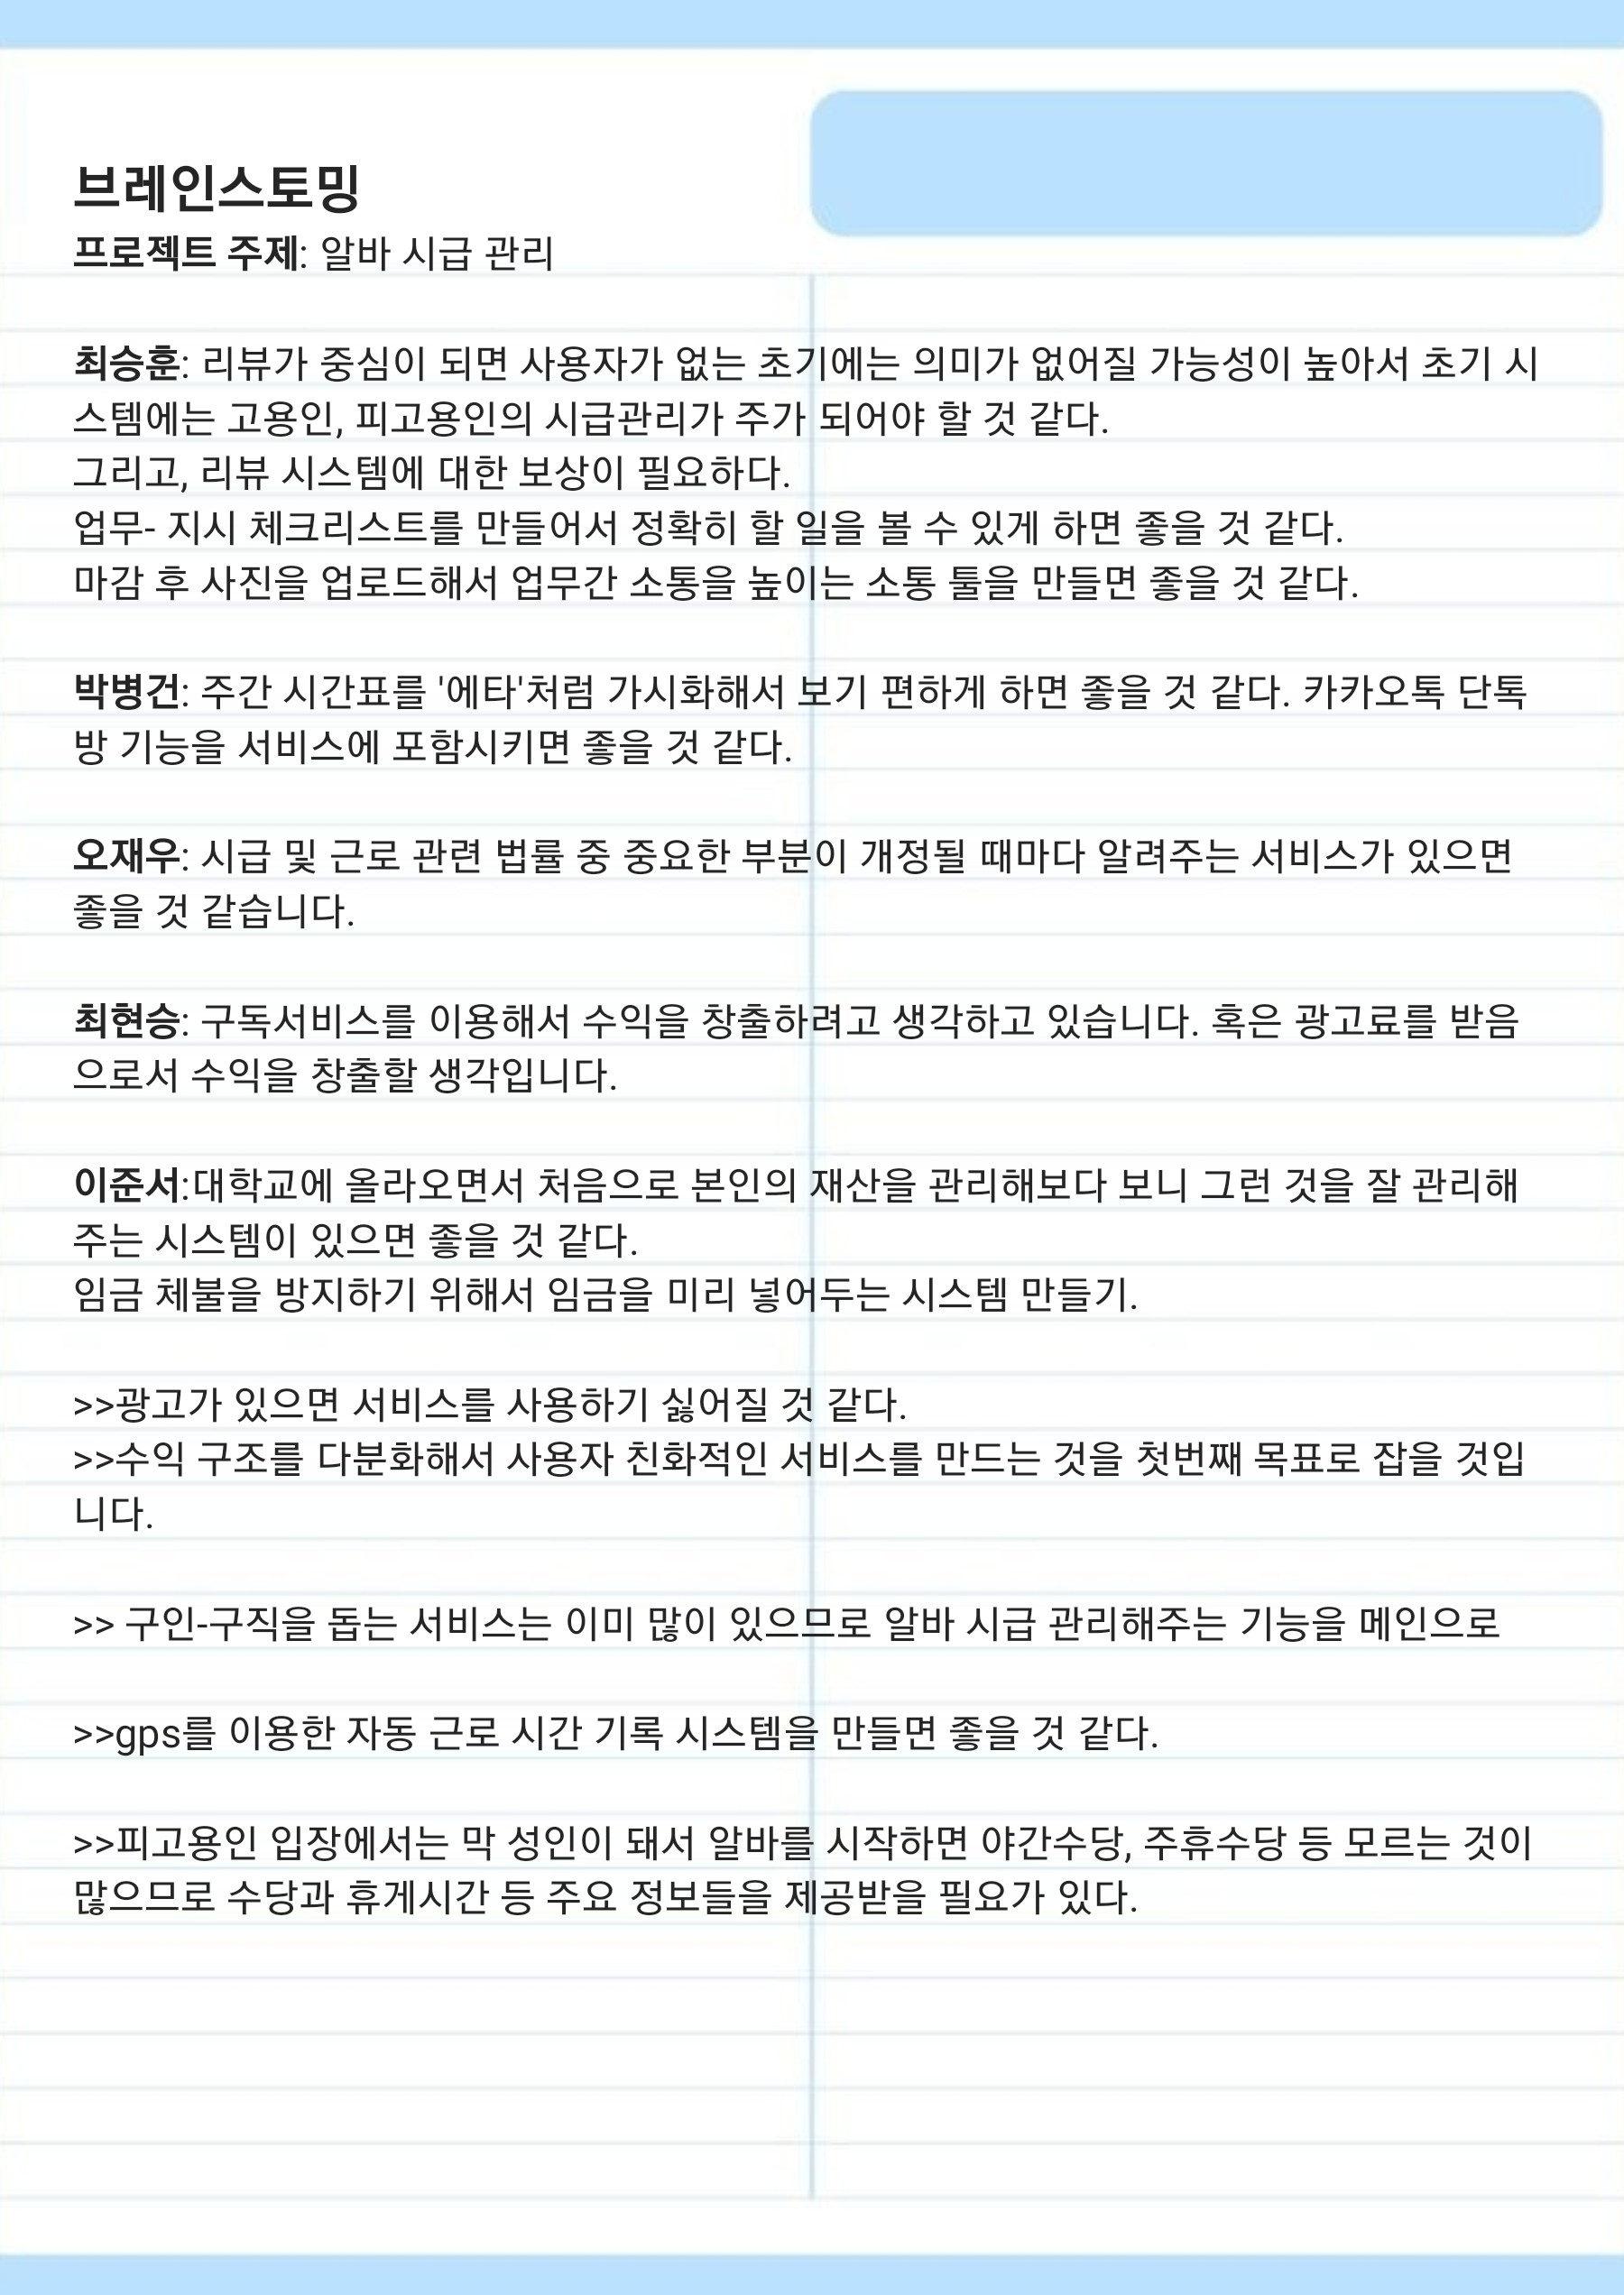 브레인스토밍
프로젝트 주제: 알바 시급 관리
최승훈: 리뷰가 중심이 되면 사용자가 없는 초기에는 의미가 없어질 가능성이 높아서 초기 시
스템에는 고용인, 피고용인의 시급관리가 주가 되어야 할 것 같다.
그리고, 리뷰 시스템에 대한 보상이 필요하다.
업무- 지시 체크리스트를 만들어서 정확히 할 일을 볼 수 있게 하면 좋을 것 같다.
마감 후 사진을 업로드해서 업무간 소통을 높이는 소통 툴을 만들면 좋을 것 같다.
박병건: 주간 시간표를 '에타'처럼 가시화해서 보기 편하게 하면 좋을 것 같다. 카카오톡 단톡
방 기능을 서비스에 포함시키면 좋을 것 같다.
오재우: 시급 및 근로 관련 법률 중 중요한 부분이 개정될 때마다 알려주는 서비스가 있으면
좋을 것 같습니다.
최현승: 구독서비스를 이용해서 수익을 창출하려고 생각하고 있습니다. 혹은 광고료를 받음
으로서 수익을 창출할 생각입니다.
이준서:대학교에 올라오면서 처음으로 본인의 재산을 관리해보다 보니 그런 것을 잘 관리해
주는 시스템이 있으면 좋을 것 같다.
임금 체불을 방지하기 위해서 임금을 미리 넣어두는 시스템 만들기.
>>광고가 있으면 서비스를 사용하기 싫어질 것 같다.
>>수익 구조를 다분화해서 사용자 친화적인 서비스를 만드는 것을 첫번째 목표로 잡을 것입
니다.
>> 구인-구직을 돕는 서비스는 이미 많이 있으므로 알바 시급 관리해주는 기능을 메인으로
>>gps를 이용한 자동 근로 시간 기록 시스템을 만들면 좋을 것 같다.
>>피고용인 입장에서는 막 성인이 돼서 알바를 시작하면 야간수당, 주휴수당 등 모르는 것이
많으므로 수당과 휴게시간 등 주요 정보들을 제공받을 필요가 있다.